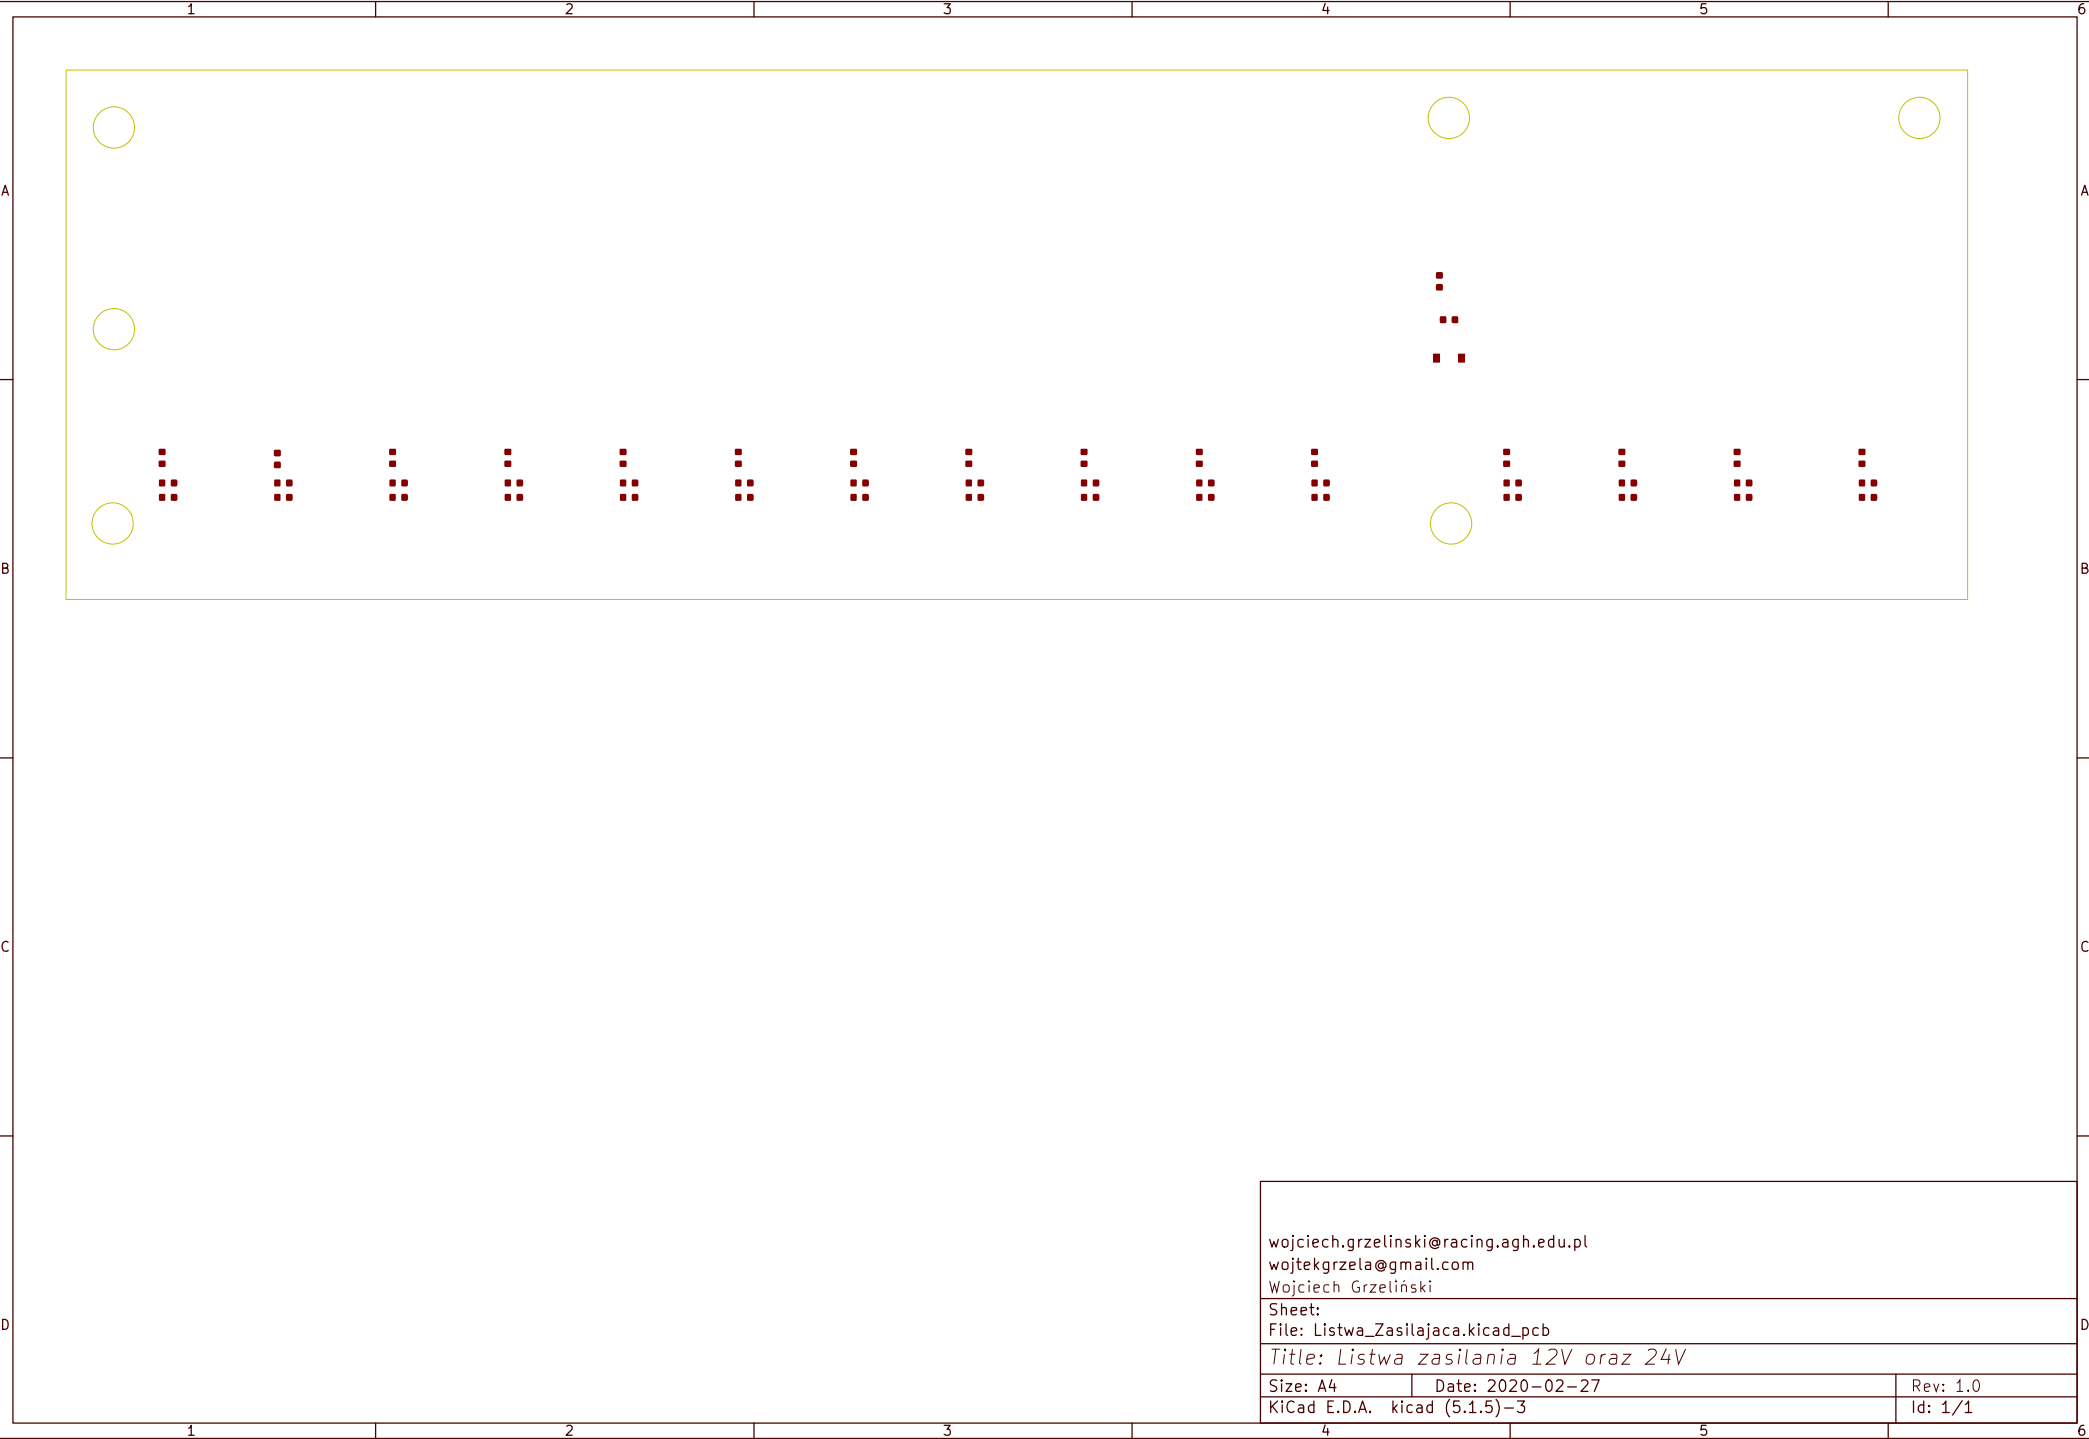 1 2 3 4 5 6
A A
B B
C C
D D
wojciech.grzelinski@racing.agh.edu.pl
wojtekgrzela@gmail.com
Wojciech Grzeliński
Sheet:
File: Listwa_Zasilajaca.kicad_pcb
Title: Listwa zasilania 12V oraz 24V
Size: A4 Date: 2020-02-27 Rev: 1.0
KiCad E.D.A. kicad (5.1.5)-3 Id: 1/1
1 2 3 4 5 6